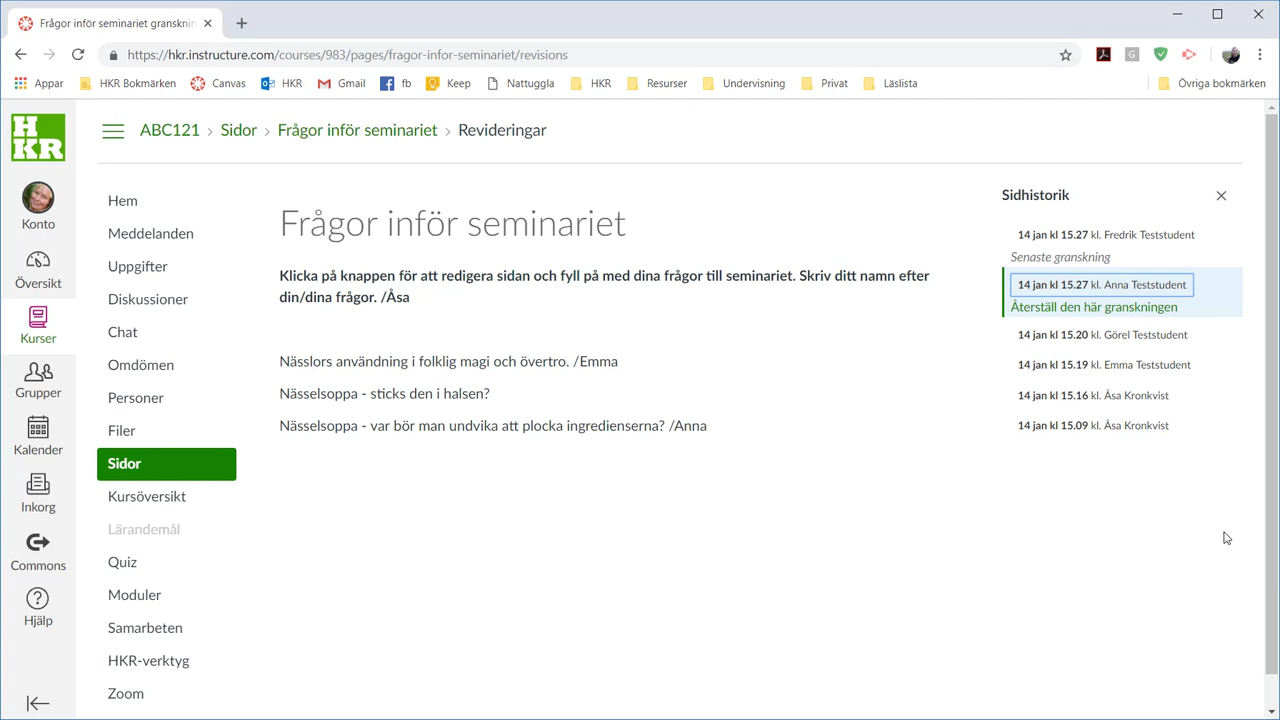 Frågor inför seminariet granskni
https://hkr.instructure.com/courses/983/pages/fragor-infor-seminariet/revisions
Appar HKR Bokmärken Canvas HKR Gmail fb Keep Nattuggla HKR Resurser Undervisning Privat Läslista Övriga bokmärken
HKR
ABC121 › Sidor › Frågor inför seminariet › Revideringar
Konto
Översikt
Kurser
Grupper
Kalender
Inkorg
Commons
Hjälp
Hem
Meddelanden
Uppgifter
Diskussioner
Chat
Omdömen
Personer
Filer
Sidor
Kursöversikt
Lärandemål
Quiz
Moduler
Samarbeten
HKR-verktyg
Zoom
Frågor inför seminariet
Klicka på knappen för att redigera sidan och fyll på med dina frågor till seminariet. Skriv ditt namn efter
din/dina frågor. /Åsa
Nässlors användning i folklig magi och övertro. /Emma
Nässelsoppa - sticks den i halsen?
Nässelsoppa - var bör man undvika att plocka ingredienserna? /Anna
Sidhistorik
14 jan kl 15.27 kl. Fredrik Teststudent
Senaste granskning
14 jan kl 15.27 kl. Anna Teststudent
Återställ den här granskningen
14 jan kl 15.20 kl. Görel Teststudent
14 jan kl 15.19 kl. Emma Teststudent
14 jan kl 15.16 kl. Åsa Kronkvist
14 jan kl 15.09 kl. Åsa Kronkvist